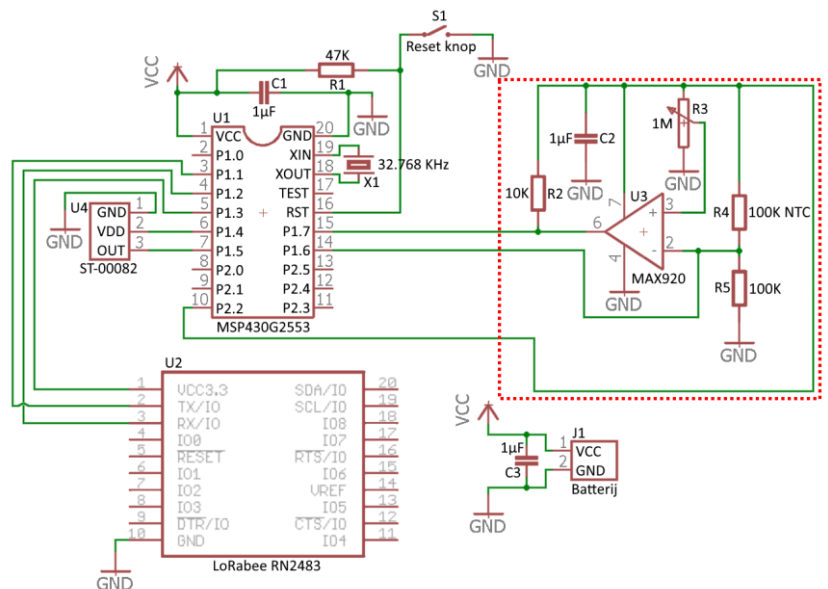 S1
Reset knop
GND
VCC
47K
R1
C1
1µF
GND
U1
1 VCC GND 20
2 P1.0 XIN 19
3 P1.1 XOUT 18
4 P1.2 TEST 17
5 P1.3 RST 16
6 P1.4 P1.7 15
7 P1.5 P1.6 14
8 P2.0 P2.5 13
9 P2.1 P2.4 12
10 P2.2 P2.3 11
MSP430G2553
32.768 KHz
X1
U4
GND 1
VDD 2
OUT 3
ST-00082
GND
1µF
C2
GND
10K
R2
R3
1M
GND
U3
7
+ 3
6
- 2
4
MAX920
GND
R4
100K NTC
R5
100K
GND
U2
1 VCC3.3 SDA/IO 20
2 TX/IO SCL/IO 19
3 RX/IO IO8 18
4 IO0 IO7 17
5 RESET RTS/IO 16
6 IO1 IO6 15
7 IO2 VREF 14
8 IO3 IO5 13
9 DTR/IO CTS/IO 12
10 GND IO4 11
LoRabee RN2483
GND
VCC
1µF
C3
GND
J1
1 VCC
2 GND
Batterij